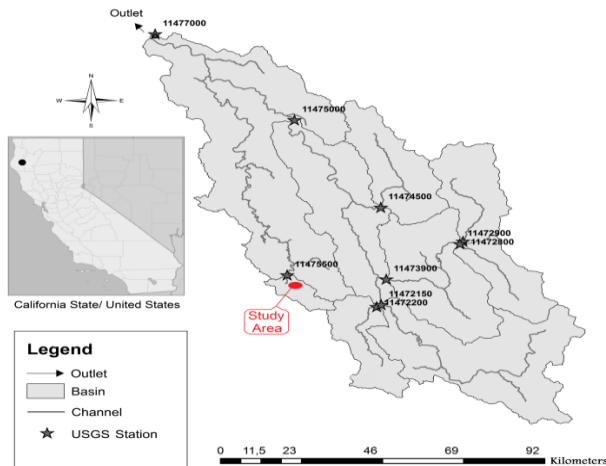 Outlet
11477000
N
W E
S
11475000
11474500
11472900
11472800
11475500
11473900
11472150
11472200
Study
Area
California State/ United States
Legend
Outlet
Basin
Channel
USGS Station
0 11,5 23 46 69 92
Kilometers